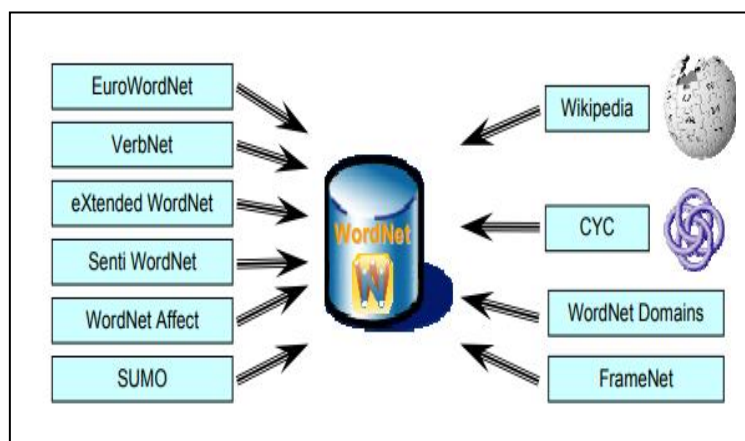 EuroWordNet
VerbNet
eXtended WordNet
Senti WordNet
WordNet Affect
SUMO
WordNet
W
Wikipedia
CYC
WordNet Domains
FrameNet